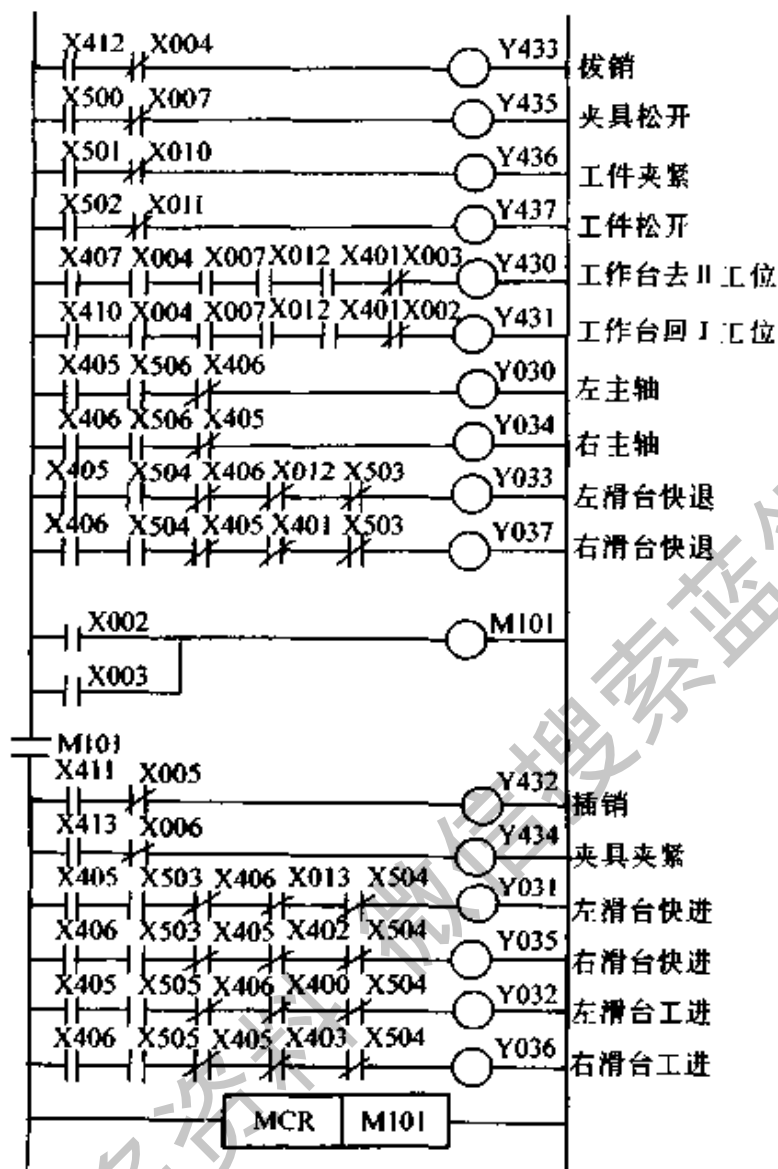 X412 X004 Y433 拔销
X500 X007 Y435 夹具松开
X501 X010 Y436 工件夹紧
X502 X011 Y437 工件松开
X407 X004 X007 X012 X401 X003 Y430 工作台去Ⅱ工位
X410 X004 X007 X012 X401 X002 Y431 工作台回Ⅰ工位
X405 X506 X406 Y030 左主轴
X406 X506 X405 Y034 右主轴
X405 X504 X406 X012 X503 Y033 左滑台快退
X406 X504 X405 X401 X503 Y037 右滑台快退
X002 M101
X003
M101
X411 X005 Y432 插销
X413 X006 Y434 夹具夹紧
X405 X503 X406 X013 X504 Y031 左滑台快进
X406 X503 X405 X402 X504 Y035 右滑台快进
X405 X505 X406 X400 X504 Y032 左滑台工进
X406 X505 X405 X403 X504 Y036 右滑台工进
MCR M101
资料 微信搜索蓝